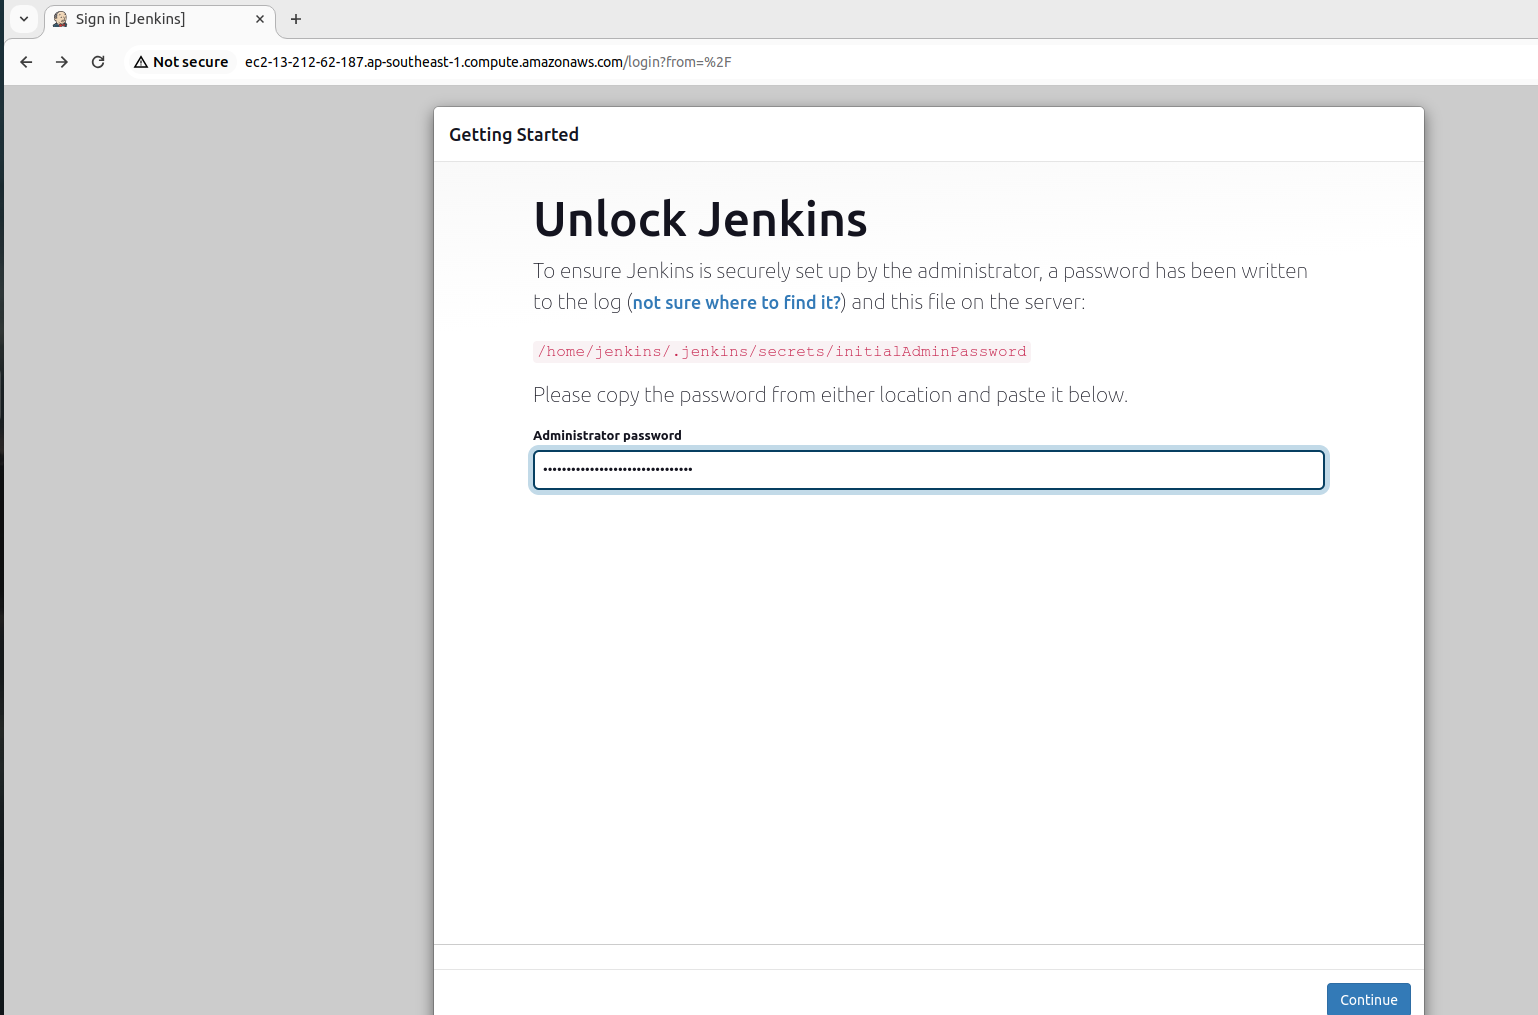 Sign in [Jenkins]
Not secure ec2-13-212-62-187.ap-southeast-1.compute.amazonaws.com/login?from=%2F
Getting Started
Unlock Jenkins
To ensure Jenkins is securely set up by the administrator, a password has been written
to the log (not sure where to find it?) and this file on the server:
/home/jenkins/.jenkins/secrets/initialAdminPassword
Please copy the password from either location and paste it below.
Administrator password
Continue